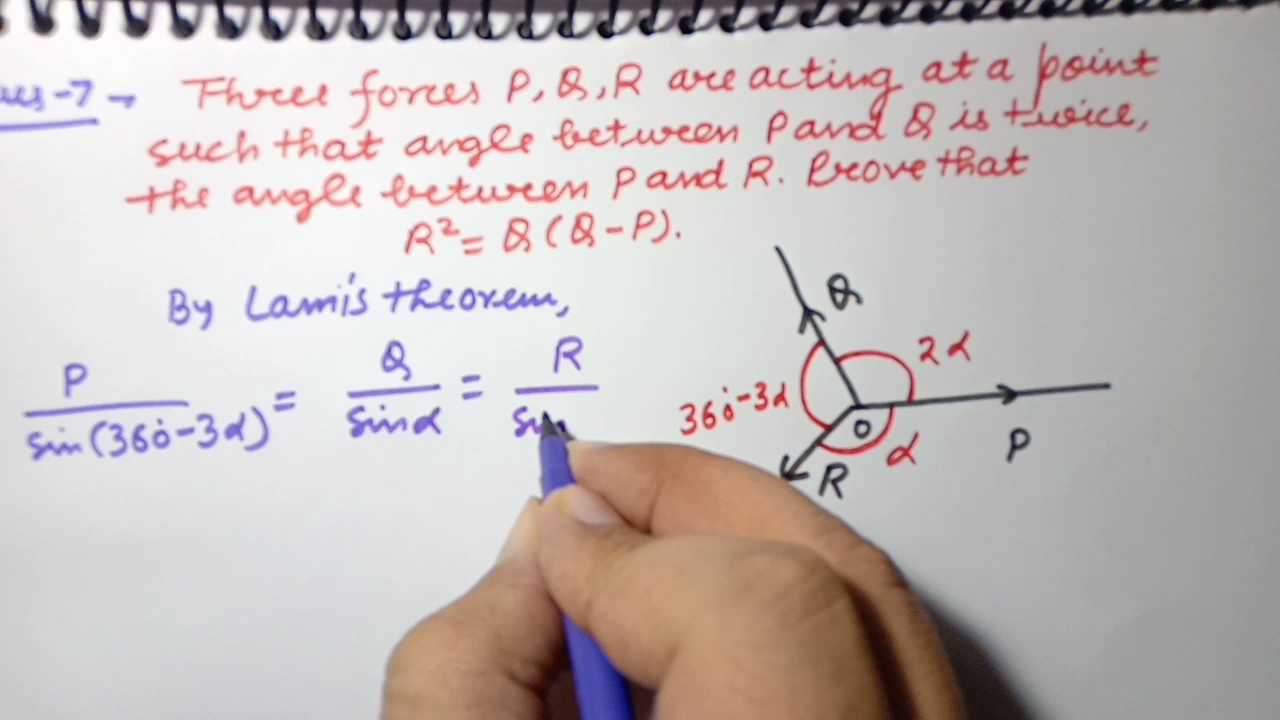 -7 → Three forces P, Q, R are acting at a point
such that angle between P and Q is twice,
the angle between P and R. Prove that
R² = Q (Q - P).
By Lami's theorem,
P/sin(360°-3α) = Q/sinα = R/
Q
2α
360°-3α
O
α
P
R